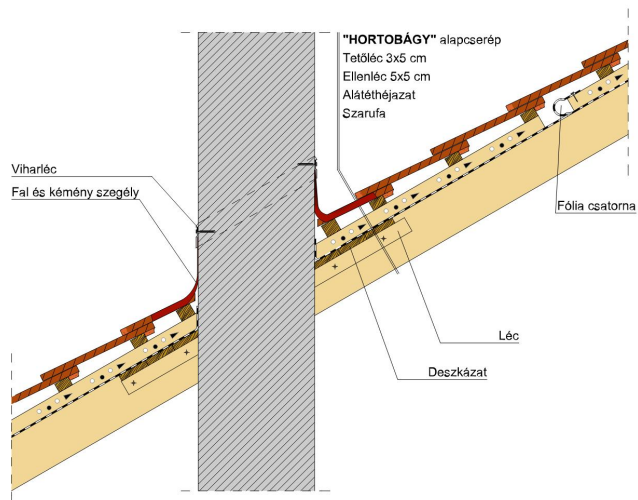 "HORTOBÁGY" alapcserép
Tetőléc 3x5 cm
Ellenléc 5x5 cm
Alátéthéjazat
Szarufa
Viharléc
Fal és kémény szegély
Fólia csatorna
Léc
Deszkázat